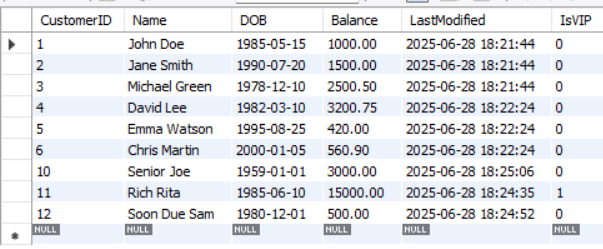 CustomerID Name DOB Balance LastModified IsVIP
1 John Doe 1985-05-15 1000.00 2025-06-28 18:21:44 0
2 Jane Smith 1990-07-20 1500.00 2025-06-28 18:21:44 0
3 Michael Green 1978-12-10 2500.50 2025-06-28 18:21:44 0
4 David Lee 1982-03-10 3200.75 2025-06-28 18:22:24 0
5 Emma Watson 1995-08-25 420.00 2025-06-28 18:22:24 0
6 Chris Martin 2000-01-05 560.90 2025-06-28 18:22:24 0
10 Senior Joe 1959-01-01 3000.00 2025-06-28 18:25:06 0
11 Rich Rita 1985-06-10 15000.00 2025-06-28 18:24:35 1
12 Soon Due Sam 1980-12-01 500.00 2025-06-28 18:24:52 0
NULL NULL NULL NULL NULL NULL